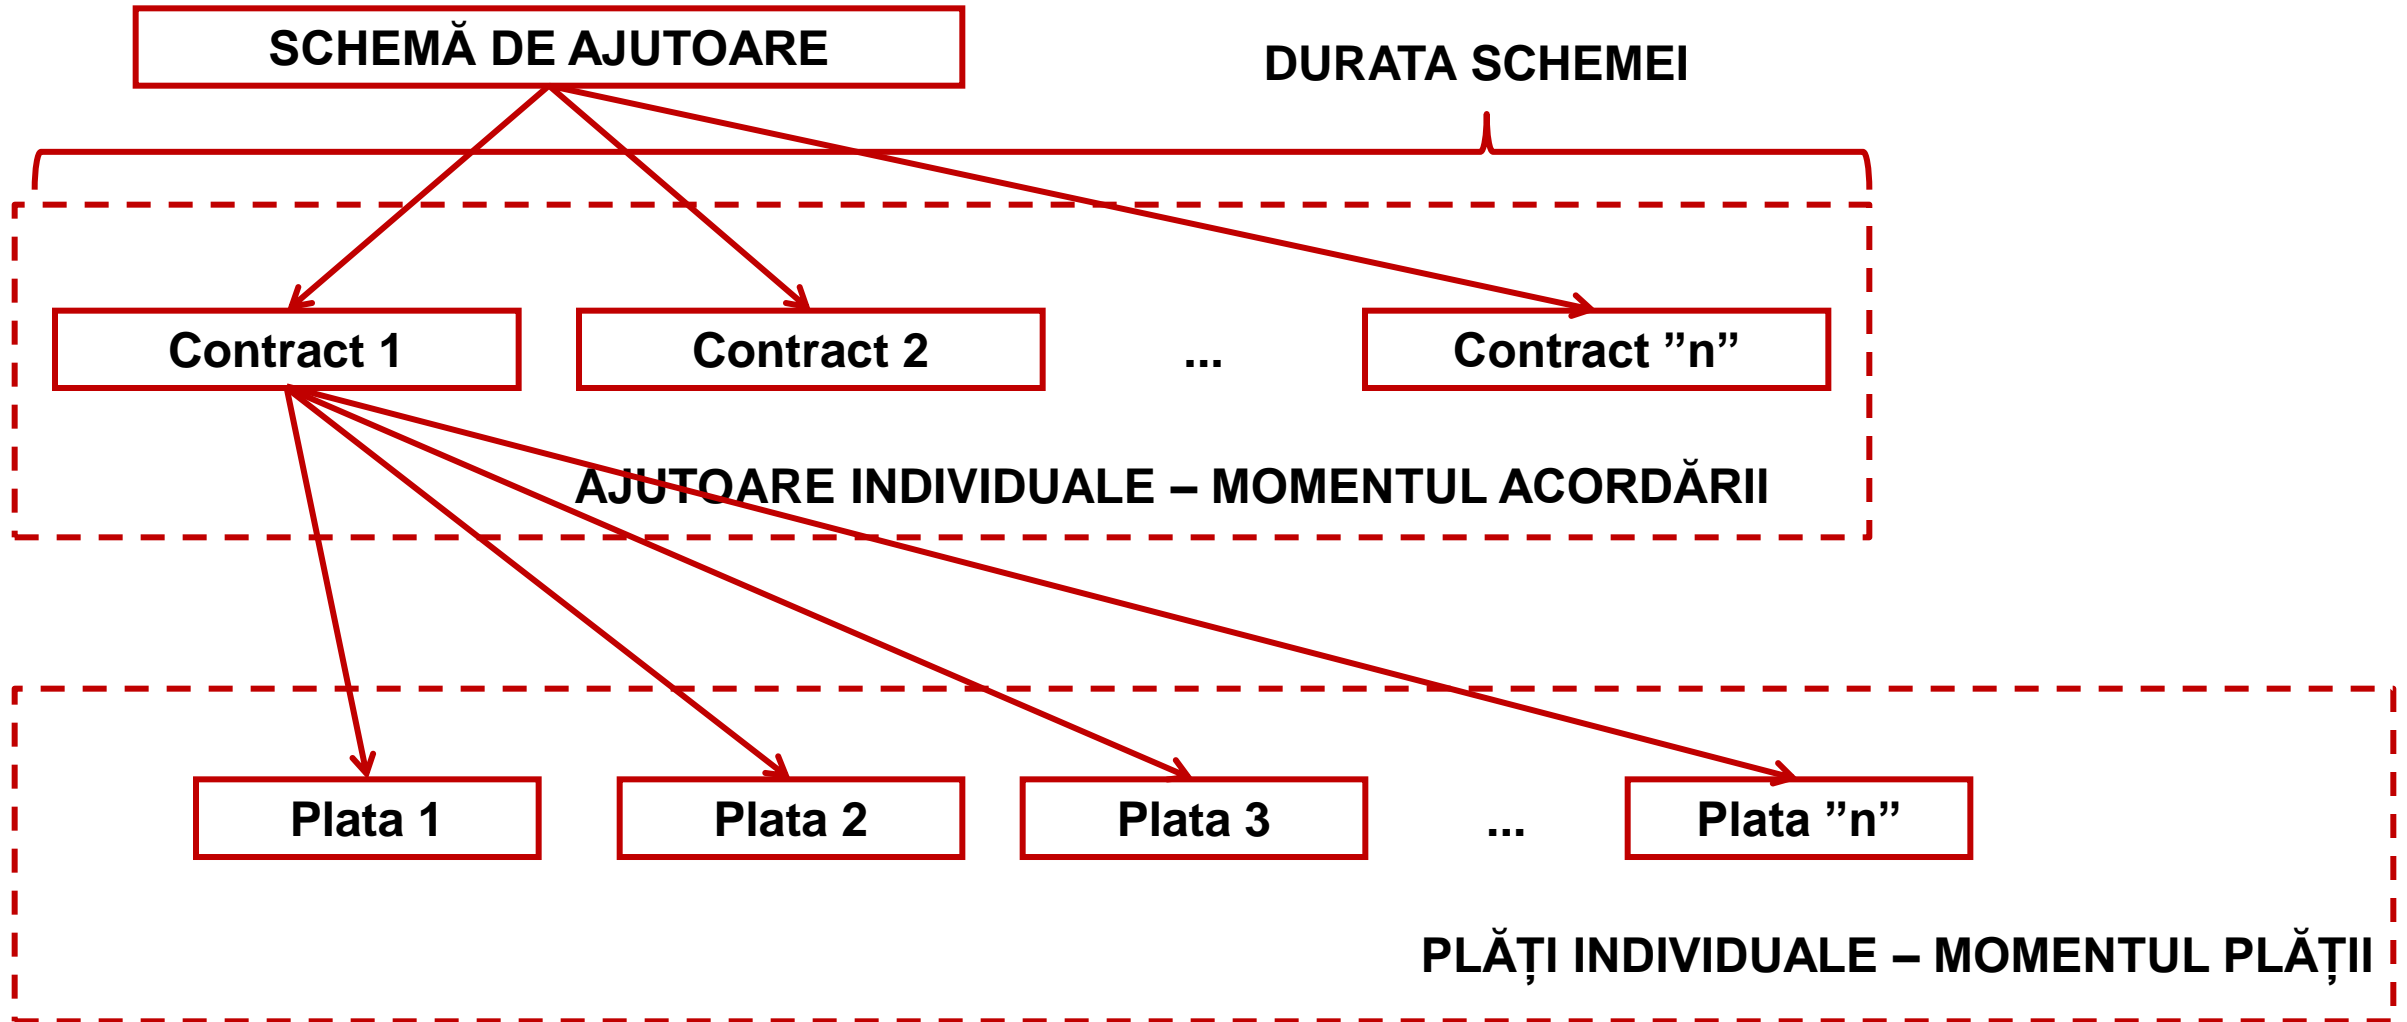 SCHEMĂ DE AJUTOARE
DURATA SCHEMEI
Contract 1
Contract 2
...
Contract ”n”
AJUTOARE INDIVIDUALE – MOMENTUL ACORDĂRII
Plata 1
Plata 2
Plata 3
...
Plata ”n”
PLĂȚI INDIVIDUALE – MOMENTUL PLĂȚII